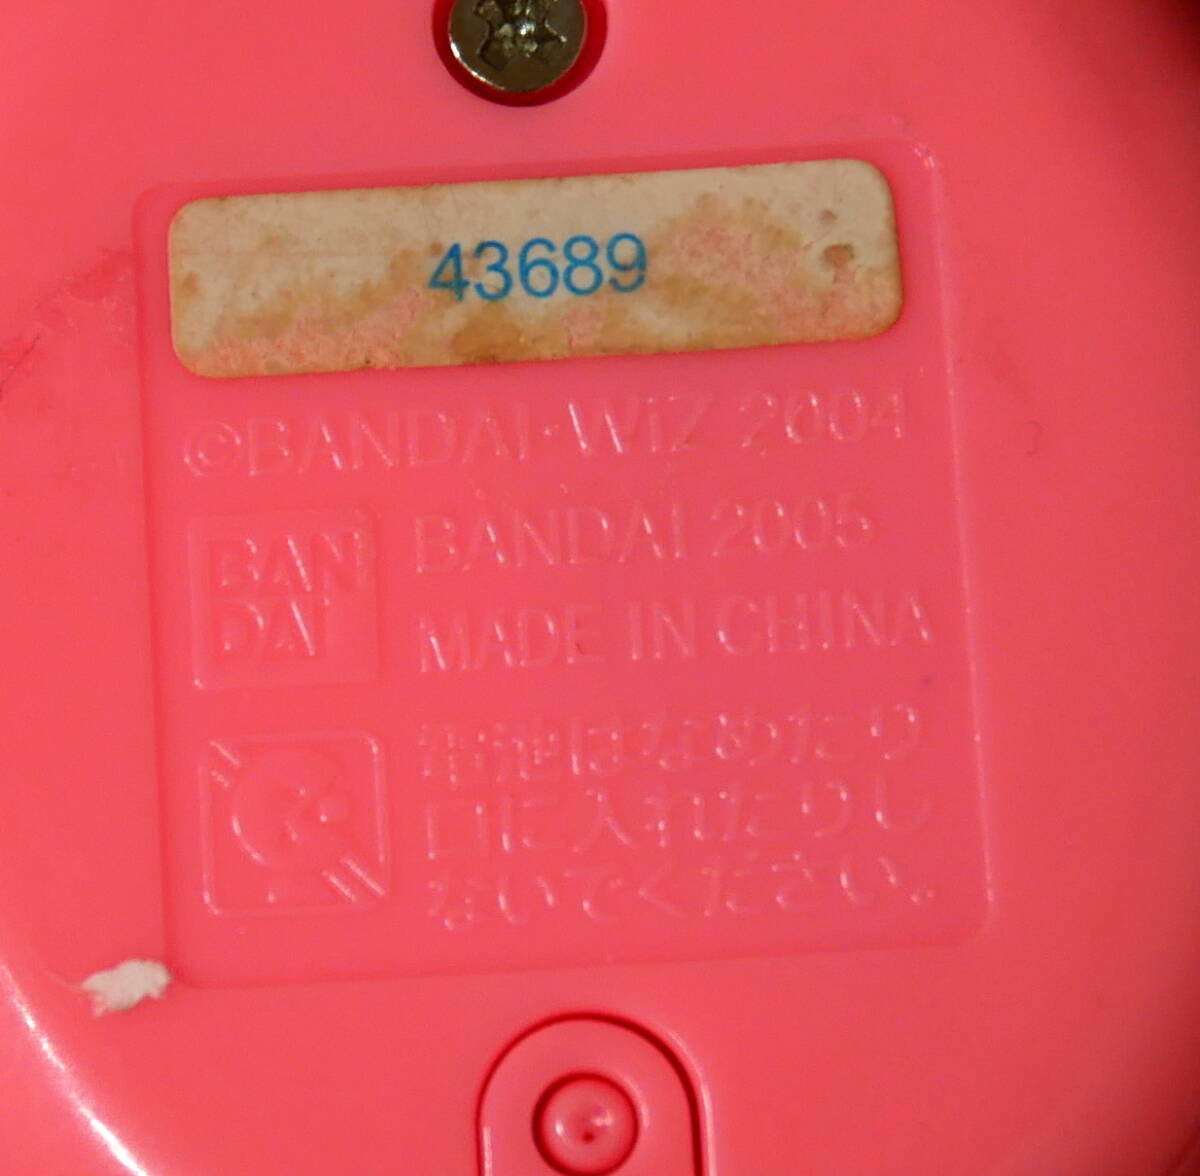 43689
©BANDAI・WiZ 2004
BAN
DAI
BANDAI 2005
MADE IN CHINA
電池はなめたり
口に入れたりし
ないでください。